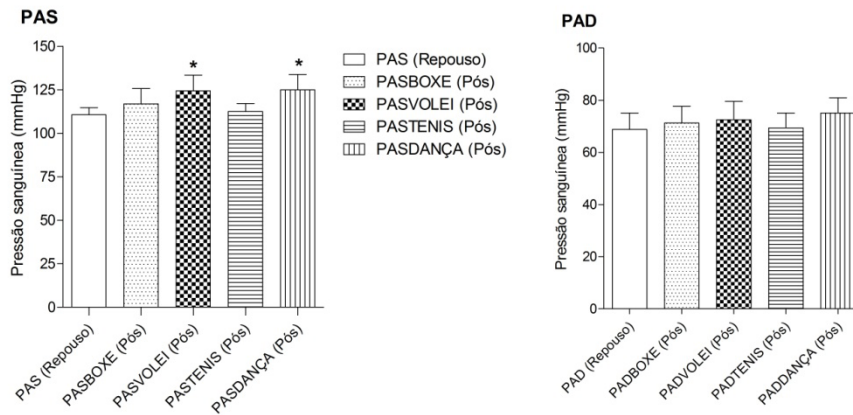 PAS
Pressão sanguínea (mmHg)
150
125
100
75
50
25
0
PAS (Repouso)
PASBOXE (Pós)
PASVOLEI (Pós)
PASTENIS (Pós)
PASDANÇA (Pós)
*
*
PAS (Repouso)
PASBOXE (Pós)
PASVOLEI (Pós)
PASTENIS (Pós)
PASDANÇA (Pós)
PAD
Pressão sanguínea (mmHg)
100
80
60
40
20
0
PAD (Repouso)
PADBOXE (Pós)
PADVOLEI (Pós)
PADTENIS (Pós)
PADDANÇA (Pós)